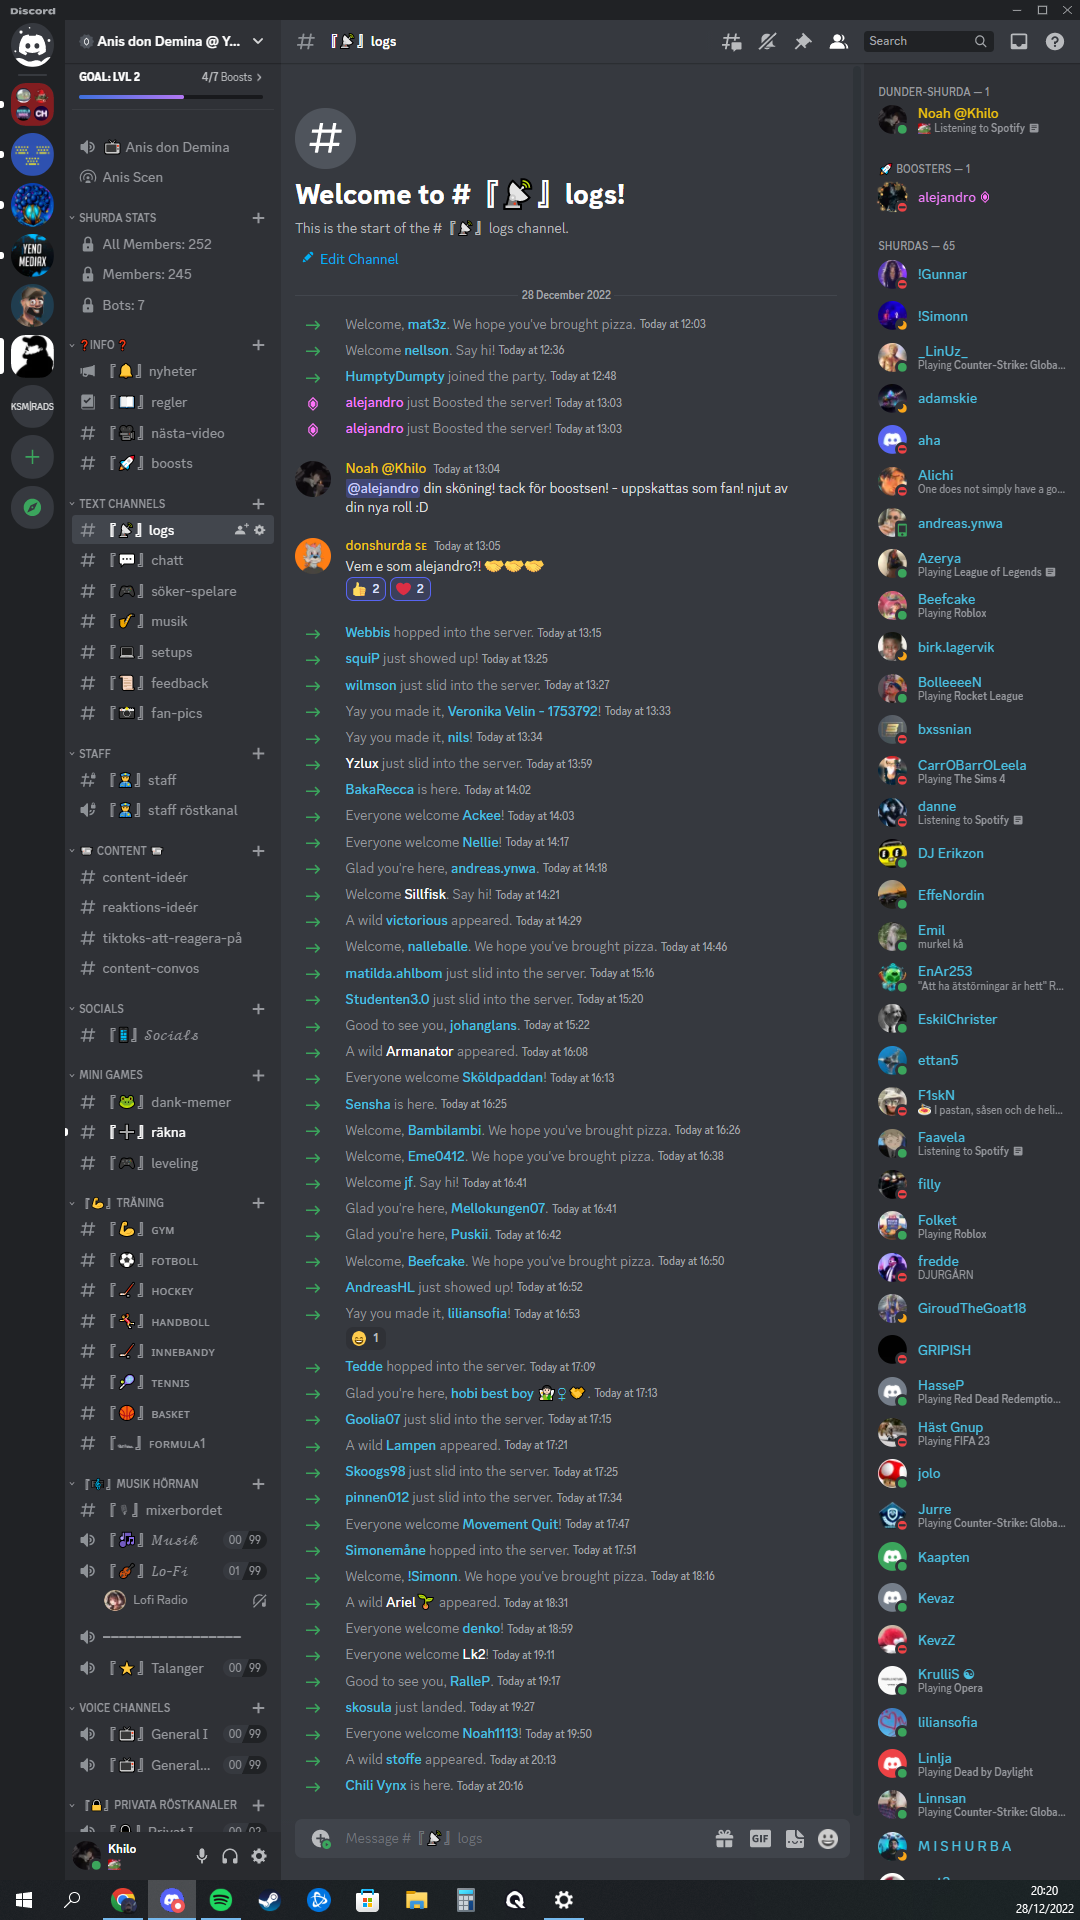 Discord
Anis don Demina @ Y...
GOAL: LVL 2
4/7 Boosts
Anis don Demina
Anis Scen
SHURDA STATS
All Members: 252
Members: 245
Bots: 7
YENO
MEDIAX
CH
KSM|RADS
❓INFO❓
『🔔』nyheter
『📖』regler
『🎥』nästa-video
『🚀』boosts
TEXT CHANNELS
『📡』logs
『💬』chatt
『🎮』söker-spelare
『🎷』musik
『💻』setups
『📜』feedback
『📷』fan-pics
STAFF
『👮』staff
『👮』staff röstkanal
CONTENT
content-ideér
reaktions-ideér
tiktoks-att-reagera-på
content-convos
SOCIALS
『📱』𝓢𝓸𝓬𝓲𝓪𝓵𝓼
MINI GAMES
『🐸』dank-memer
『➕』räkna
『🎮』leveling
『💪』TRÄNING
『💪』GYM
『⚽』FOTBOLL
『🏒』HOCKEY
『🤾』HANDBOLL
『🏒』INNEBANDY
『🎾』TENNIS
『🏀』BASKET
『🏎』FORMULA1
MUSIK HÖRNAN
『🎙』mixerbordet
『🎶』𝓜𝓾𝓼𝓲𝓴 00 99
『🎻』𝓛𝓸-𝓕𝓲 01 99
Lofi Radio
『⭐』Talanger 00 99
VOICE CHANNELS
『📺』General I 00 99
『📺』General... 00 99
『🔒』PRIVATA RÖSTKANALER
Privat I 00 02
Khilo
# 『📡』logs
Search
Welcome to # 『📡』logs!
This is the start of the # 『📡』logs channel.
Edit Channel
28 December 2022
Welcome, mat3z. We hope you've brought pizza. Today at 12:03
Welcome nellson. Say hi! Today at 12:36
HumptyDumpty joined the party. Today at 12:48
alejandro just Boosted the server! Today at 13:03
alejandro just Boosted the server! Today at 13:03
Noah @Khilo Today at 13:04
@alejandro din sköning! tack för boostsen! - uppskattas som fan! njut av
din nya roll :D
donshurda SE Today at 13:05
Vem e som alejandro?! 🤝🤝🤝
👍 2 ❤️ 2
Webbis hopped into the server. Today at 13:15
squiP just showed up! Today at 13:25
wilmson just slid into the server. Today at 13:27
Yay you made it, Veronika Velin - 1753792! Today at 13:33
Yay you made it, nils! Today at 13:34
Yzlux just slid into the server. Today at 13:59
BakaRecca is here. Today at 14:02
Everyone welcome Ackee! Today at 14:03
Everyone welcome Nellie! Today at 14:17
Glad you're here, andreas.ynwa. Today at 14:18
Welcome Sillfisk. Say hi! Today at 14:21
A wild victorious appeared. Today at 14:29
Welcome, nalleballe. We hope you've brought pizza. Today at 14:46
matilda.ahlbom just slid into the server. Today at 15:16
Studenten3.0 just slid into the server. Today at 15:20
Good to see you, johanglans. Today at 15:22
A wild Armanator appeared. Today at 16:08
Everyone welcome Sköldpaddan! Today at 16:13
Sensha is here. Today at 16:25
Welcome, Bambilambi. We hope you've brought pizza. Today at 16:26
Welcome, Eme0412. We hope you've brought pizza. Today at 16:38
Welcome jf. Say hi! Today at 16:41
Glad you're here, Mellokungen07. Today at 16:41
Glad you're here, Puskii. Today at 16:42
Welcome, Beefcake. We hope you've brought pizza. Today at 16:50
AndreasHL just showed up! Today at 16:52
Yay you made it, liliansofia! Today at 16:53
😄 1
Tedde hopped into the server. Today at 17:09
Glad you're here, hobi best boy. Today at 17:13
Goolia07 just slid into the server. Today at 17:15
A wild Lampen appeared. Today at 17:21
Skoogs98 just slid into the server. Today at 17:25
pinnen012 just slid into the server. Today at 17:34
Everyone welcome Movement Quit! Today at 17:47
Simonemåne hopped into the server. Today at 17:51
Welcome, !Simonn. We hope you've brought pizza. Today at 18:16
A wild Ariel🌱 appeared. Today at 18:31
Everyone welcome denko! Today at 18:59
Everyone welcome Lk2! Today at 19:11
Good to see you, RalleP. Today at 19:17
skosula just landed. Today at 19:27
Everyone welcome Noah1113! Today at 19:50
A wild stoffe appeared. Today at 20:13
Chili Vynx is here. Today at 20:16
Message # 『📡』logs
GIF
DUNDER-SHURDA — 1
Noah @Khilo
Listening to Spotify
🚀 BOOSTERS — 1
alejandro
SHURDAS — 65
!Gunnar
!Simonn
_LinUz_
Playing Counter-Strike: Globa...
adamskie
aha
Alichi
One does not simply have a go...
andreas.ynwa
Azerya
Playing League of Legends
Beefcake
Playing Roblox
birk.lagervik
BolleeeeN
Playing Rocket League
bxssnian
CarrOBarrOLeela
Playing The Sims 4
danne
Listening to Spotify
DJ Erikzon
EffeNordin
Emil
murkel kå
EnAr253
"Att ha ätstörningar är hett" R...
EskilChrister
ettan5
F1skN
🍝 I pastan, såsen och de heli...
Faavela
Listening to Spotify
filly
Folket
Playing Roblox
fredde
DJURGÅRN
GiroudTheGoat18
GRIPISH
HasseP
Playing Red Dead Redemptio...
Häst Gnup
Playing FIFA 23
jolo
Jurre
Playing Counter-Strike: Globa...
Kaapten
Kevaz
KevzZ
KrulliS ☯
Playing Opera
liliansofia
Linlja
Playing Dead by Daylight
Linnsan
Playing Counter-Strike: Globa...
M I S H U R B A
20:20
28/12/2022